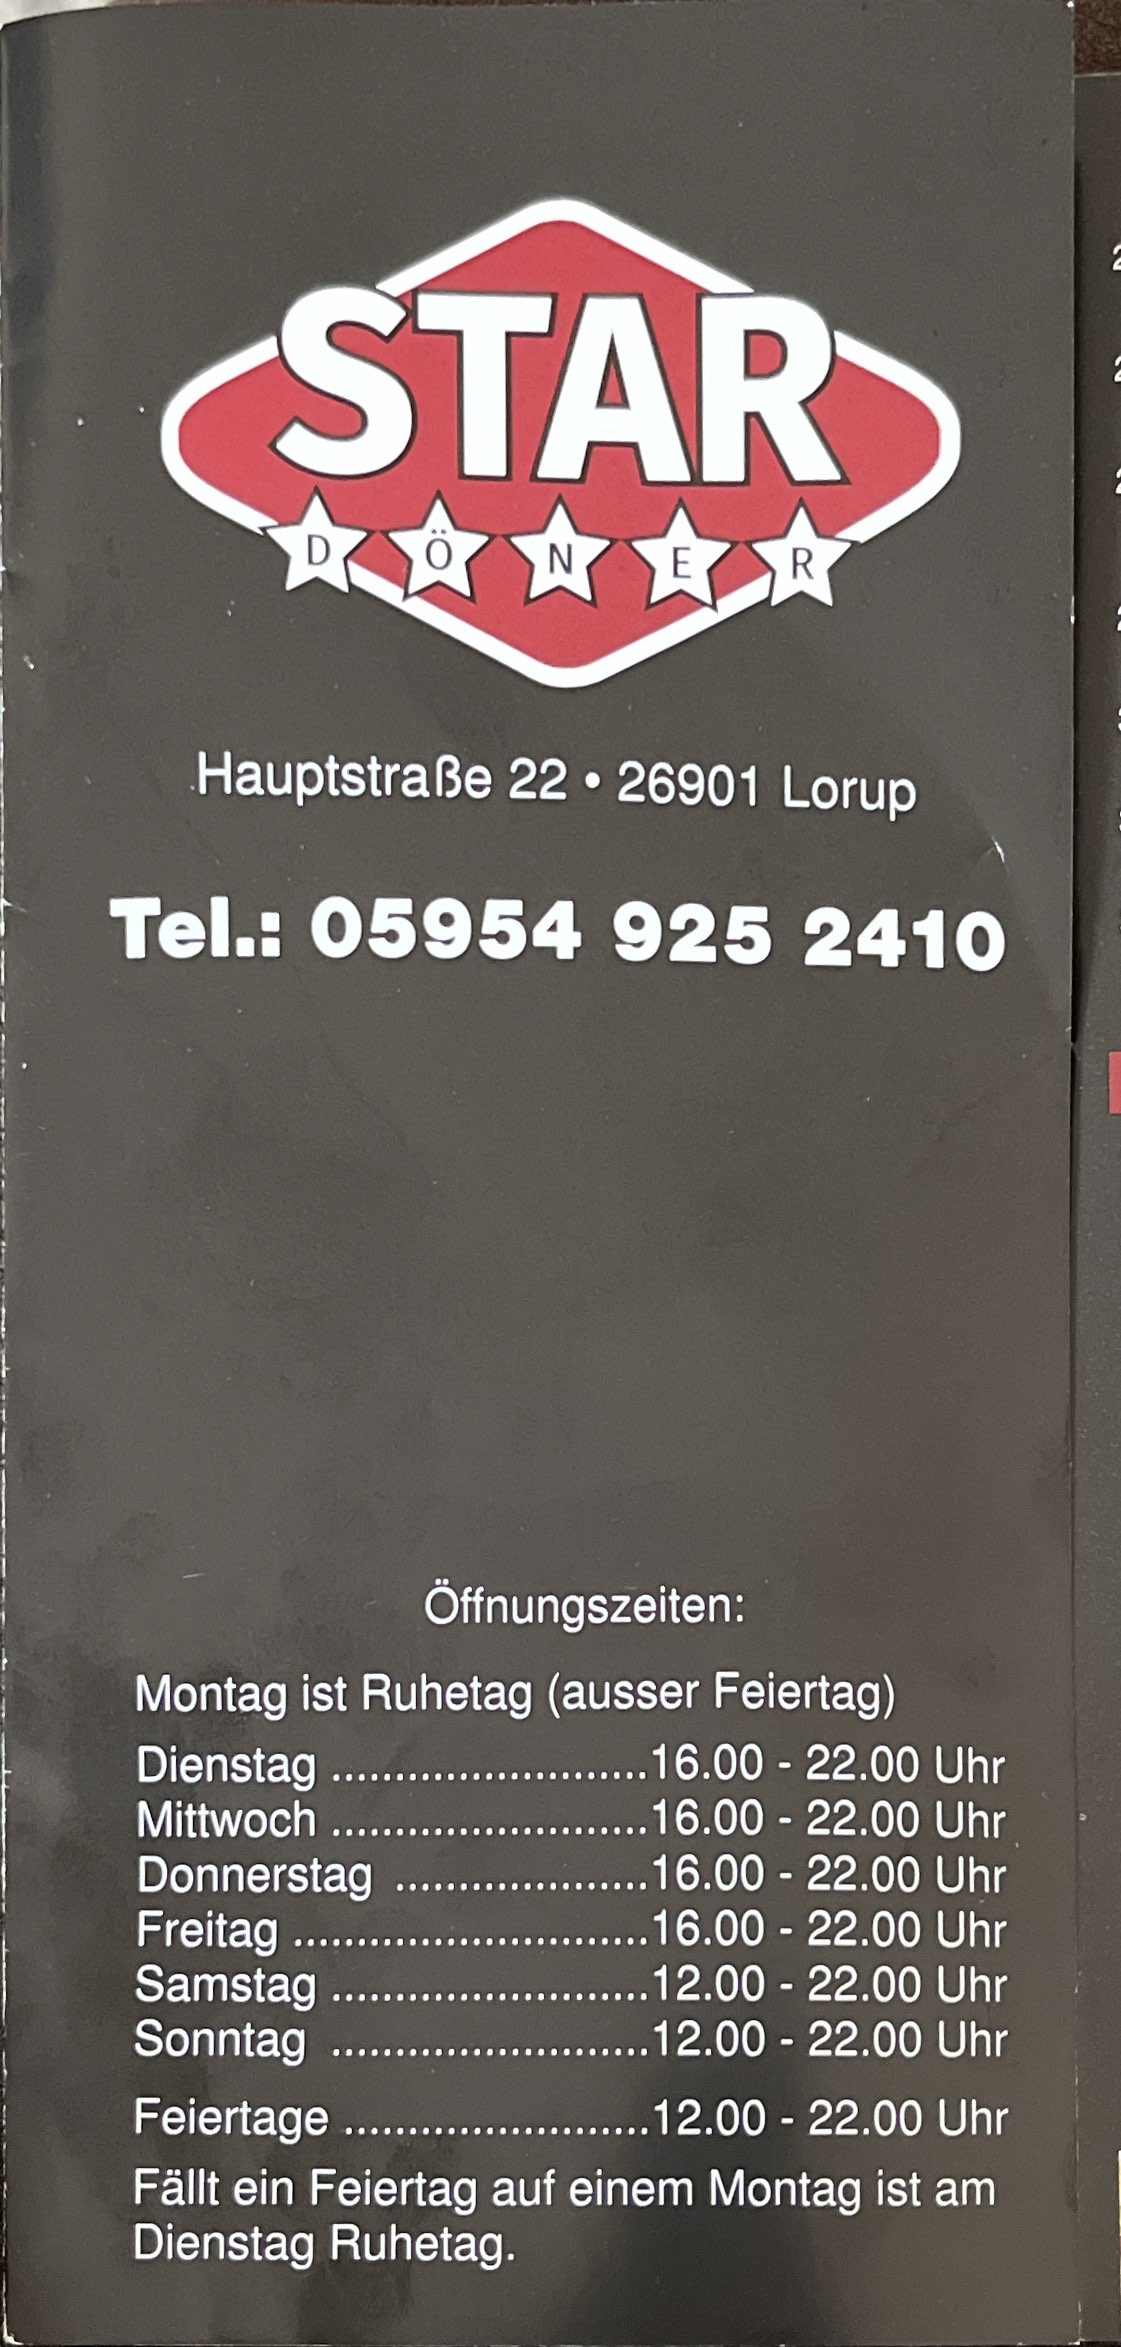 STAR
DÖNER
Hauptstraße 22 • 26901 Lorup
Tel.: 05954 925 2410
Öffnungszeiten:
Montag ist Ruhetag (ausser Feiertag)
Dienstag .........................16.00 - 22.00 Uhr
Mittwoch .........................16.00 - 22.00 Uhr
Donnerstag ....................16.00 - 22.00 Uhr
Freitag ............................16.00 - 22.00 Uhr
Samstag .........................12.00 - 22.00 Uhr
Sonntag .........................12.00 - 22.00 Uhr
Feiertage ........................12.00 - 22.00 Uhr
Fällt ein Feiertag auf einem Montag ist am
Dienstag Ruhetag.